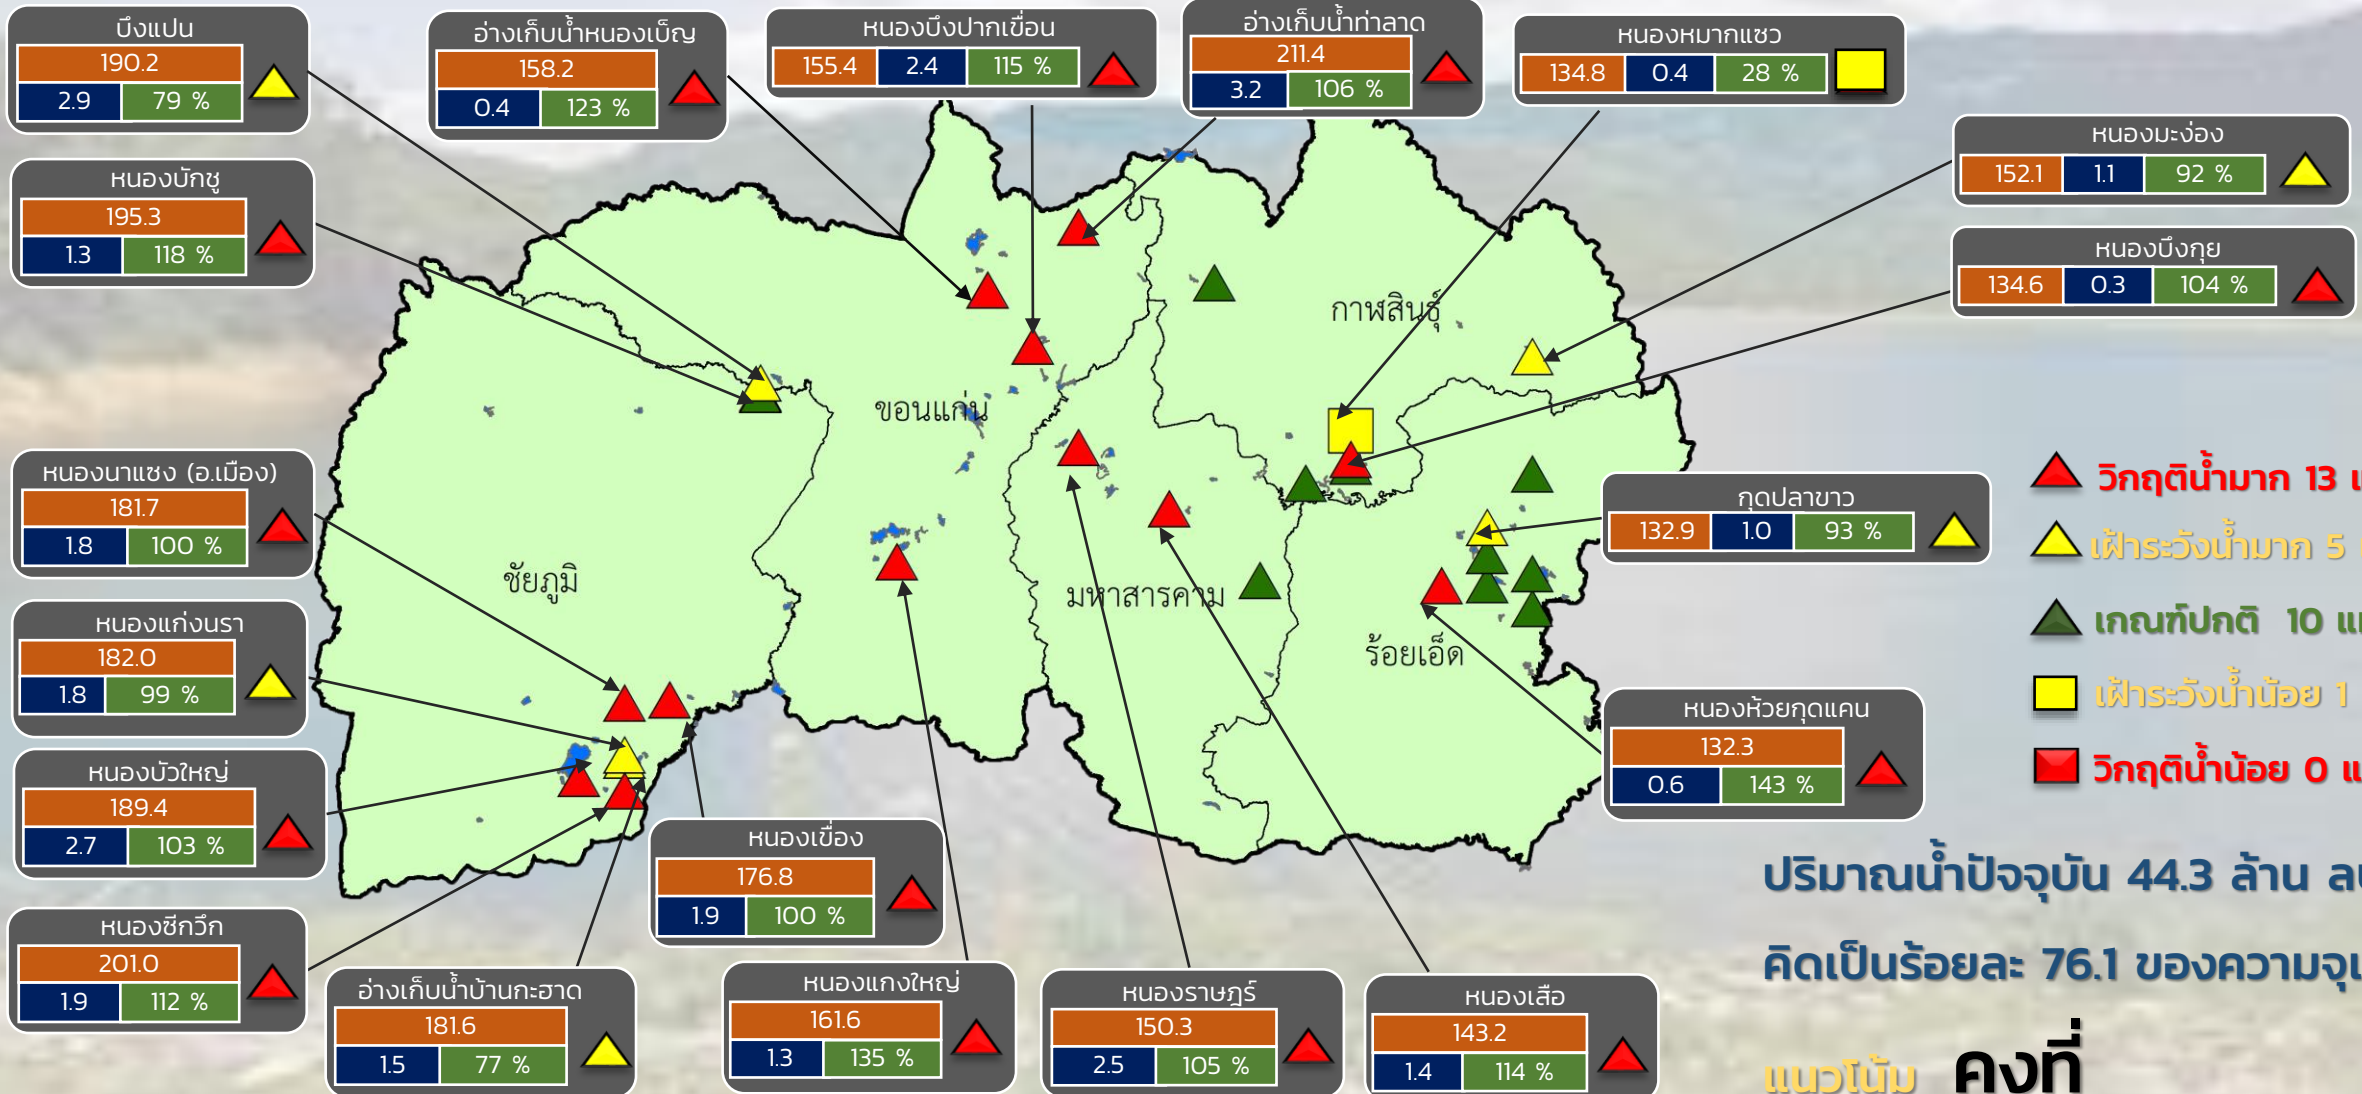 บึงแปน
190.2
2.9 79 %
อ่างเก็บน้ำหนองเบ็ญ
158.2
0.4 123 %
หนองบึงปากเขื่อน
155.4 2.4 115 %
อ่างเก็บน้ำท่าลาด
211.4
3.2 106 %
หนองหมากแซว
134.8 0.4 28 %
หนองมะง่อง
152.1 1.1 92 %
หนองบักชู
195.3
1.3 118 %
หนองบึงกุย
134.6 0.3 104 %
กาฬสินธุ์
ขอนแก่น
หนองนาแซง (อ.เมือง)
181.7
1.8 100 %
ชัยภูมิ
มหาสารคาม
ร้อยเอ็ด
กุดปลาขาว
132.9 1.0 93 %
วิกฤติน้ำมาก 13
เฝ้าระวังน้ำมาก 5
เกณฑ์ปกติ 10
เฝ้าระวังน้ำน้อย 1
วิกฤติน้ำน้อย 0
หนองแก่งนรา
182.0
1.8 99 %
หนองห้วยกุดแคน
132.3
0.6 143 %
หนองบัวใหญ่
189.4
2.7 103 %
หนองเขื่อง
176.8
1.9 100 %
หนองซีกวึก
201.0
1.9 112 %
อ่างเก็บน้ำบ้านกะฮาด
181.6
1.5 77 %
หนองแกงใหญ่
161.6
1.3 135 %
หนองราษฎร์
150.3
2.5 105 %
หนองเสือ
143.2
1.4 114 %
ปริมาณน้ำปัจจุบัน 44.3 ล้าน
คิดเป็นร้อยละ 76.1 ของความจุ
แนวโน้ม คงที่